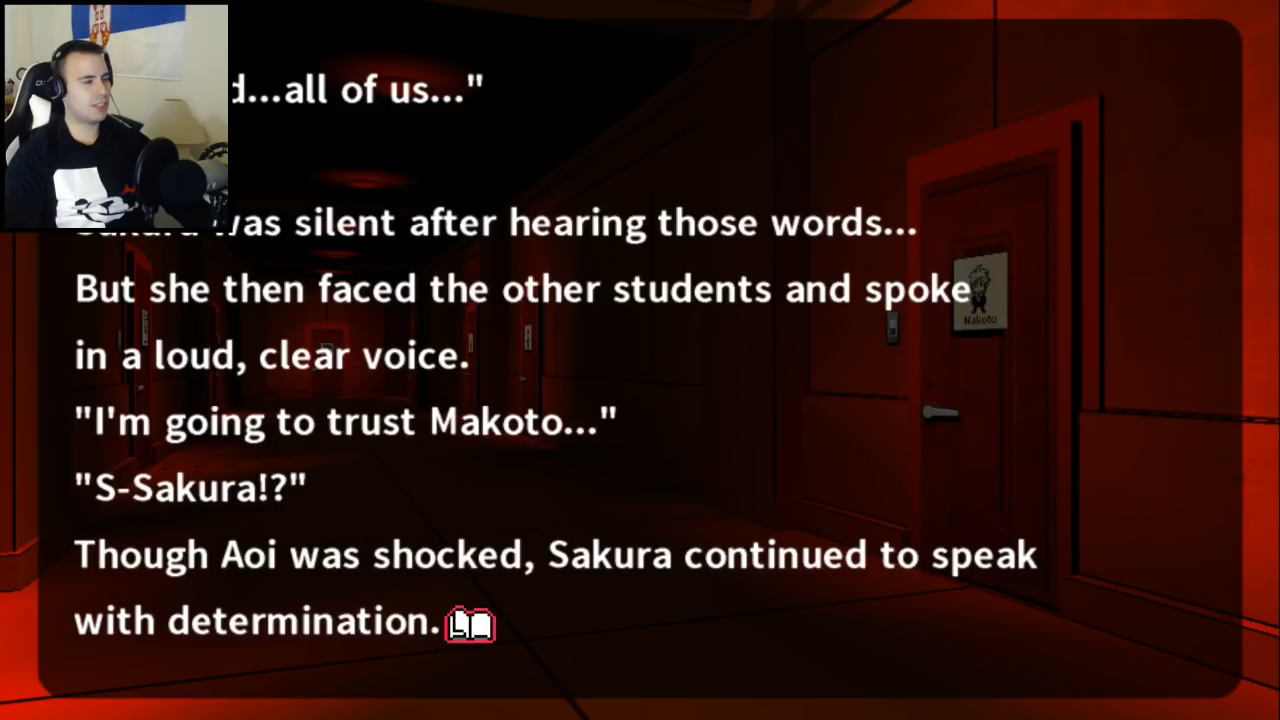 d...all of us..."
was silent after hearing those words...
But she then faced the other students and spoke
in a loud, clear voice.
"I'm going to trust Makoto..."
"S-Sakura!?"
Though Aoi was shocked, Sakura continued to speak
with determination.
Makoto